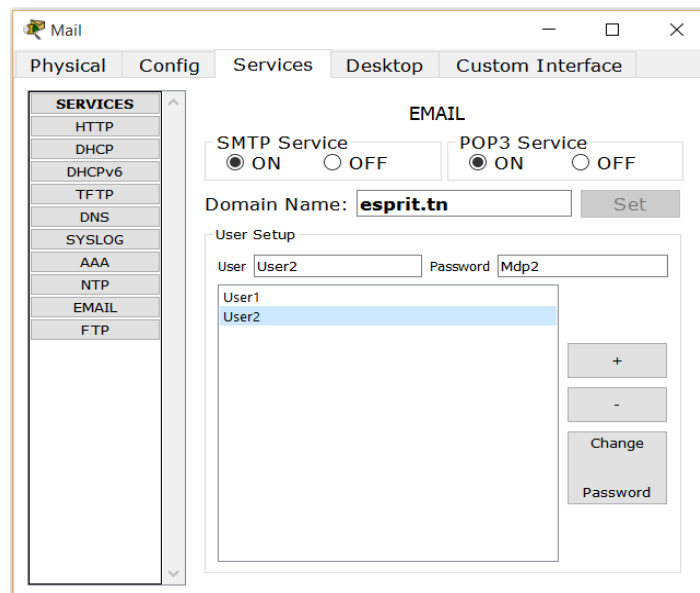 Mail
Physical Config Services Desktop Custom Interface
SERVICES
HTTP
DHCP
DHCPv6
TFTP
DNS
SYSLOG
AAA
NTP
EMAIL
FTP
EMAIL
SMTP Service POP3 Service
ON OFF ON OFF
Domain Name: esprit.tn Set
User Setup
User User2 Password Mdp2
User1
User2
+
-
Change
Password